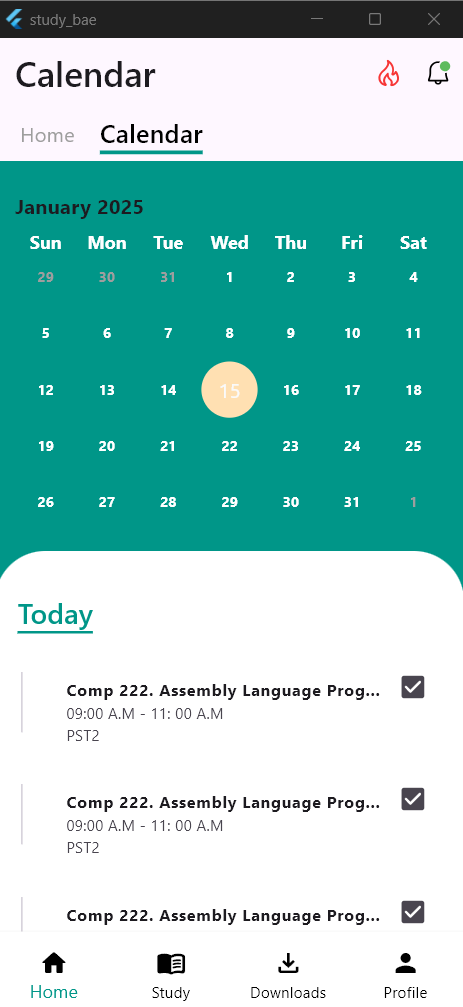 study_bae
Calendar
Home Calendar
January 2025
Sun Mon Tue Wed Thu Fri Sat
29 30 31 1 2 3 4
5 6 7 8 9 10 11
12 13 14 15 16 17 18
19 20 21 22 23 24 25
26 27 28 29 30 31 1
Today
Comp 222. Assembly Language Prog...
09:00 A.M - 11: 00 A.M
PST2
Comp 222. Assembly Language Prog...
09:00 A.M - 11: 00 A.M
PST2
Comp 222. Assembly Language Prog...
Home Study Downloads Profile